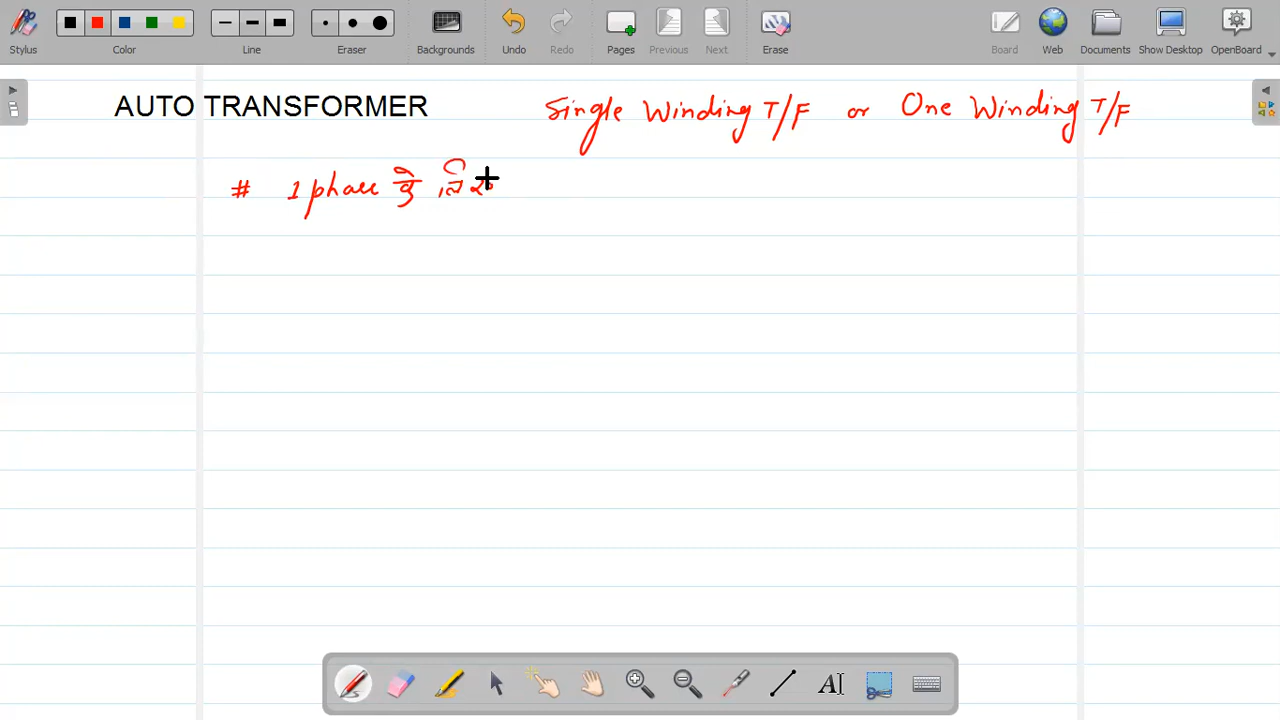 Stylus Color Line Eraser Backgrounds Undo Redo Pages Previous Next Erase Board Web Documents Show Desktop OpenBoard
AUTO TRANSFORMER Single Winding T/F or One Winding T/F
# 1 phase
AI